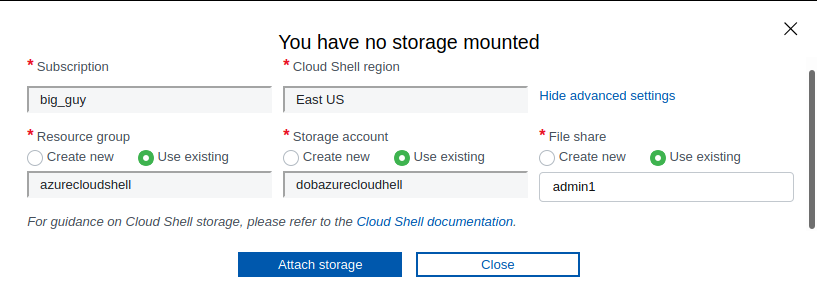 You have no storage mounted
* Subscription
* Cloud Shell region
big_guy
East US
Hide advanced settings
* Resource group
* Storage account
* File share
Create new
Use existing
Create new
Use existing
Create new
Use existing
azurecloudshell
dobazurecloudhell
admin1
For guidance on Cloud Shell storage, please refer to the Cloud Shell documentation.
Attach storage
Close